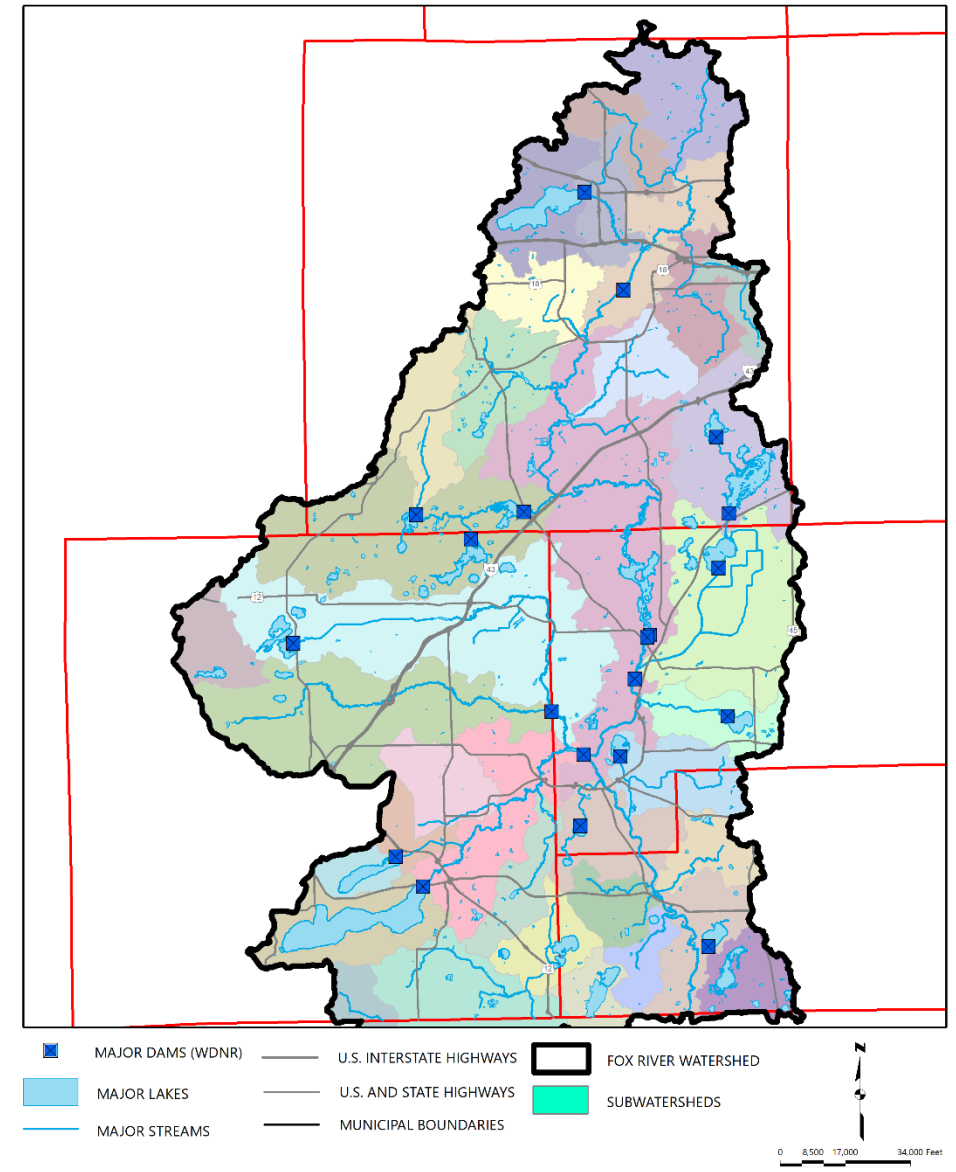 18
18
43
43
12
45
12
MAJOR DAMS (WDNR)
U.S. INTERSTATE HIGHWAYS
FOX RIVER WATERSHED
MAJOR LAKES
U.S. AND STATE HIGHWAYS
SUBWATERSHEDS
MAJOR STREAMS
MUNICIPAL BOUNDARIES
N
0 8,500 17,000 34,000 Feet